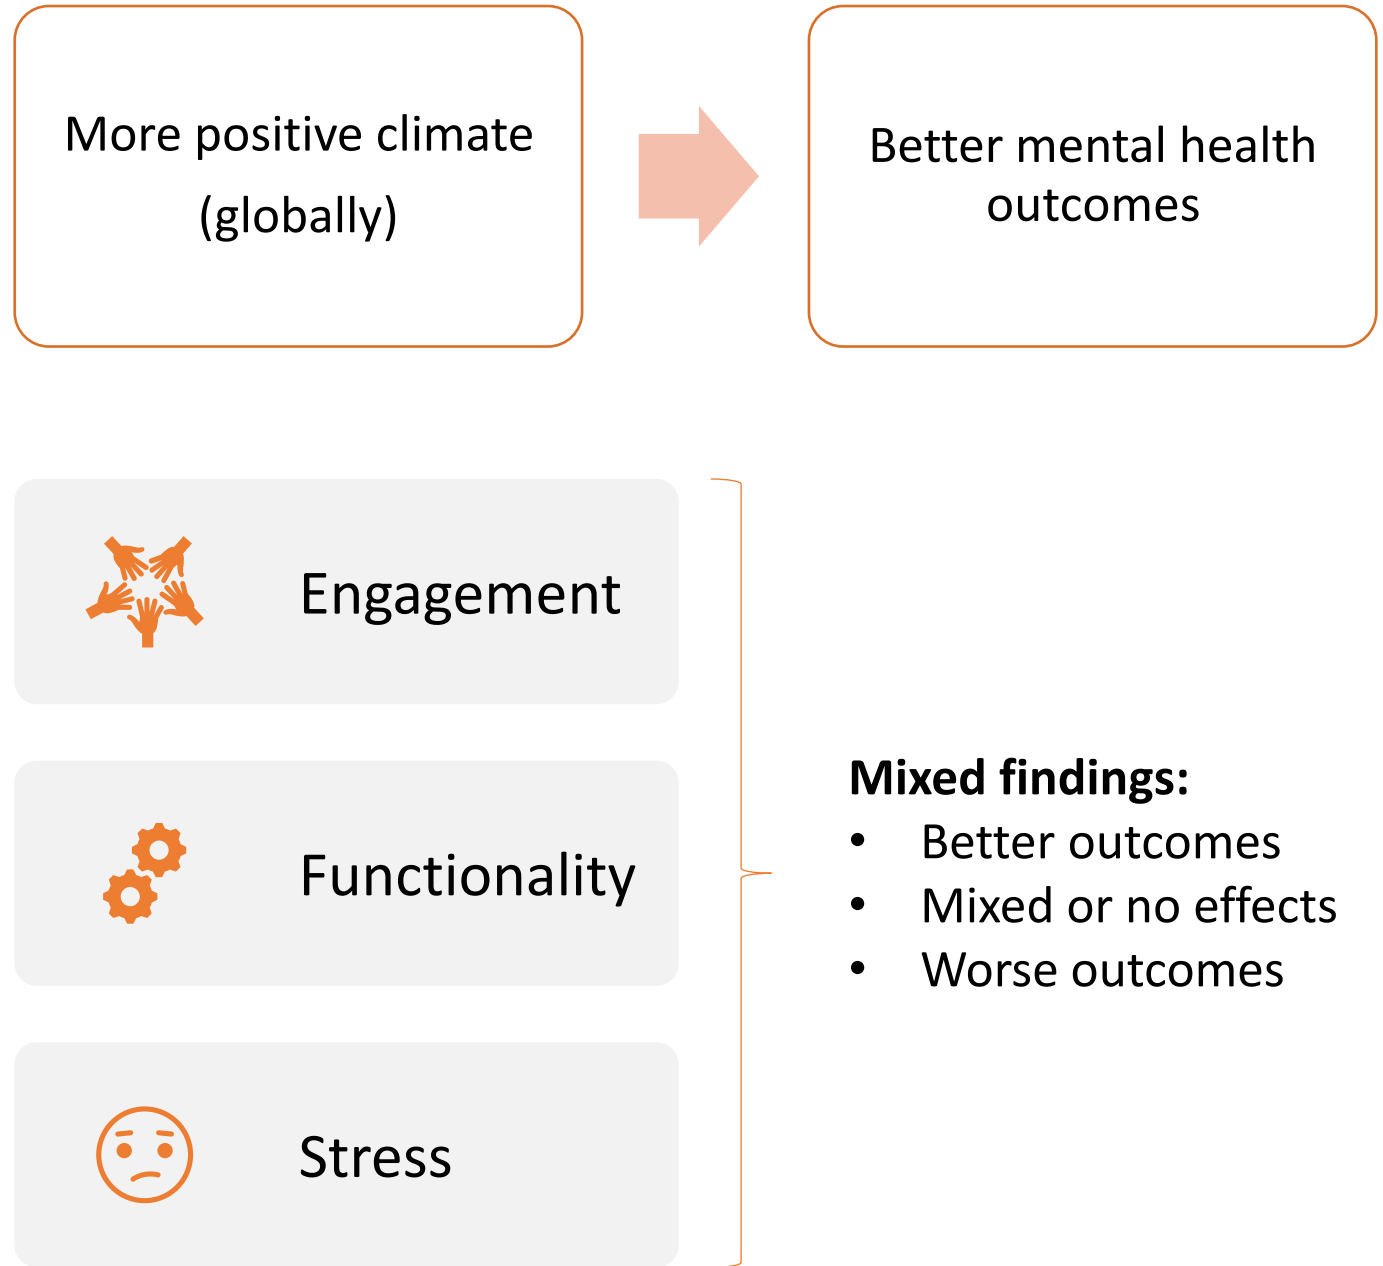 More positive climate
(globally)
Better mental health
outcomes
Engagement
Functionality
Stress
Mixed findings:
• Better outcomes
• Mixed or no effects
• Worse outcomes